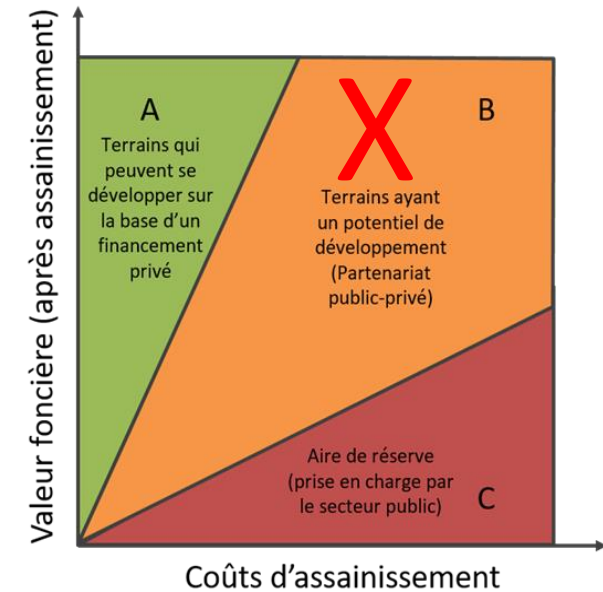 Valeur foncière (après assainissement)
A
Terrains qui
peuvent se
développer sur
la base d'un
financement
privé
X
B
Terrains ayant
un potentiel de
développement
(Partenariat
public-privé)
Aire de réserve
(prise en charge par
le secteur public)
C
Coûts d'assainissement